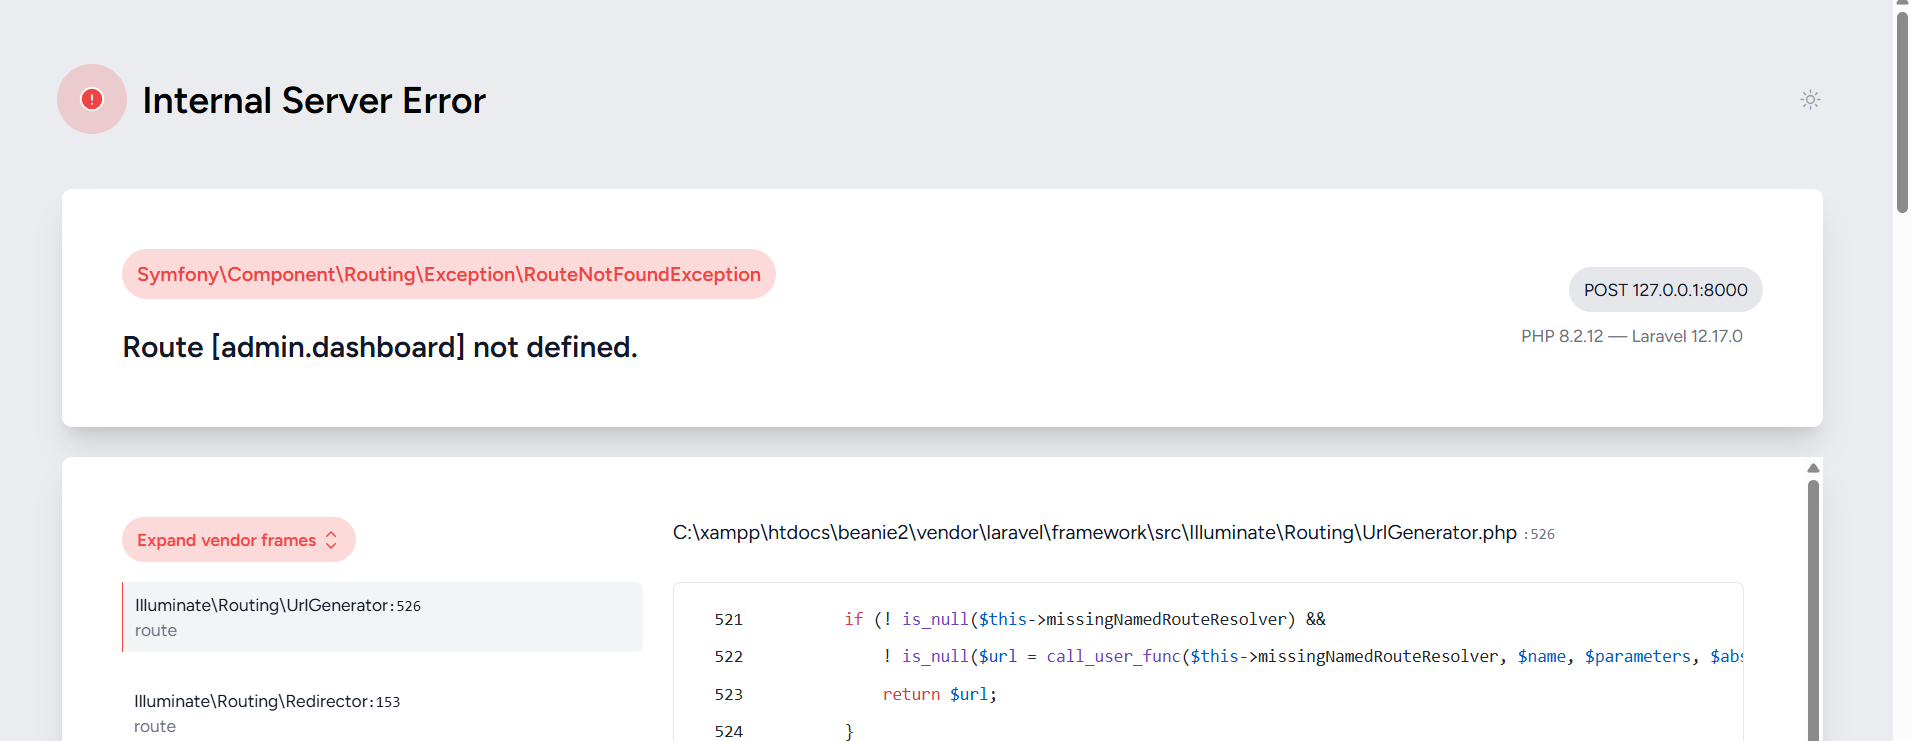 Internal Server Error
Symfony\Component\Routing\Exception\RouteNotFoundException
POST 127.0.0.1:8000
Route [admin.dashboard] not defined.
PHP 8.2.12 — Laravel 12.17.0
Expand vendor frames
Illuminate\Routing\UrlGenerator:526
route
Illuminate\Routing\Redirector:153
route
C:\xampp\htdocs\beanie2\vendor\laravel\framework\src\Illuminate\Routing\UrlGenerator.php :526
521 if (! is_null($this->missingNamedRouteResolver) &&
522 ! is_null($url = call_user_func($this->missingNamedRouteResolver, $name, $parameters, $abs
523 return $url;
524 }